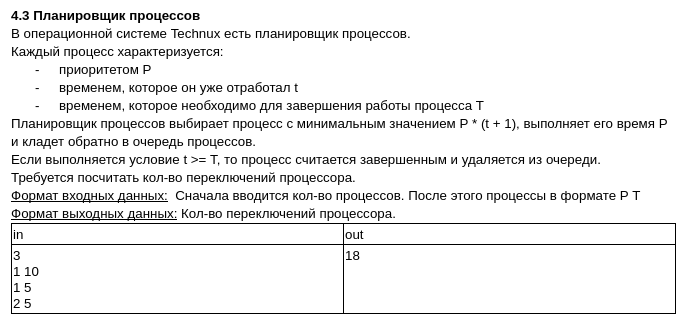 4.3 Планировщик процессов
В операционной системе Technux есть планировщик процессов.
Каждый процесс характеризуется:
- приоритетом P
- временем, которое он уже отработал t
- временем, которое необходимо для завершения работы процесса T
Планировщик процессов выбирает процесс с минимальным значением P * (t + 1), выполняет его время P
и кладет обратно в очередь процессов.
Если выполняется условие t >= T, то процесс считается завершенным и удаляется из очереди.
Требуется посчитать кол-во переключений процессора.
Формат входных данных: Сначала вводится кол-во процессов. После этого процессы в формате P T
Формат выходных данных: Кол-во переключений процессора.
in out
3 18
1 10
1 5
2 5